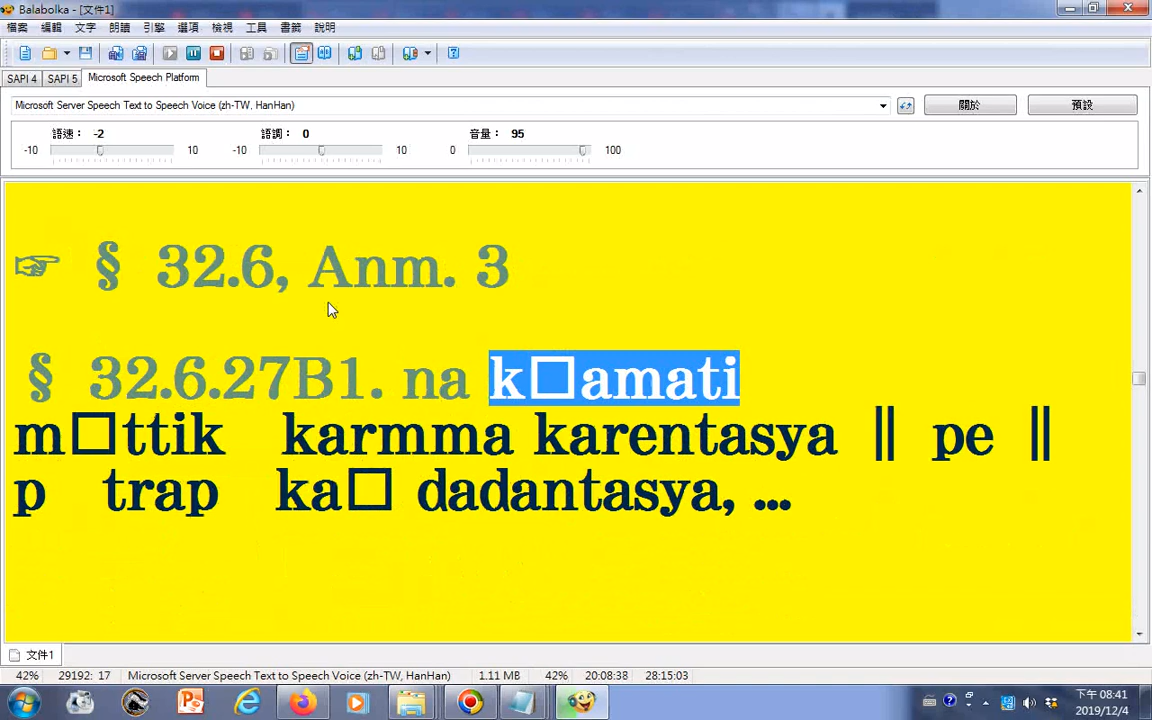 Balabolka - [文件1]
檔案 編輯 文字 朗讀 引擎 選項 檢視 工具 書籤 說明
SAPI 4 SAPI 5 Microsoft Speech Platform
Microsoft Server Speech Text to Speech Voice (zh-TW, HanHan) 關於 預設
語速： -2 語調： 0 音量： 95
-10 10 -10 10 0 100
☞ § 32.6, Anm. 3
§ 32.6.27B1. na k□amati
m□ttik karmma karentasya ‖ pe ‖
p trap ka□ dadantasya, ...
文件1
42% 29192: 17 Microsoft Server Speech Text to Speech Voice (zh-TW, HanHan) 1.11 MB 42% 20:08:38 28:15:03
下午 08:41
2019/12/4